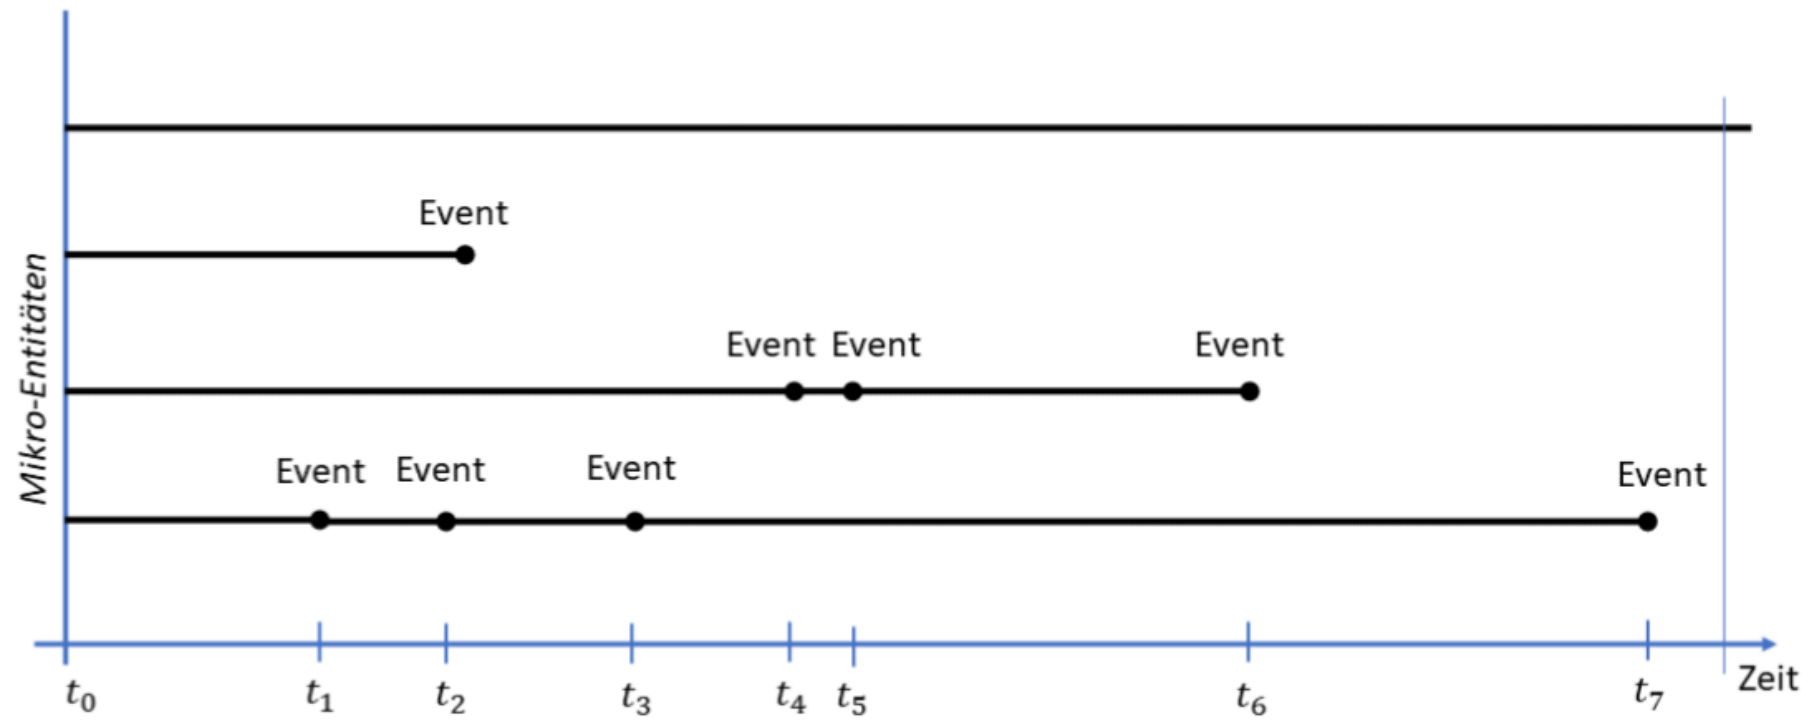 Event
Mikro-Entitäten
Event Event Event
Event Event Event Event
t₀ t₁ t₂ t₃ t₄ t₅ t₆ t₇ Zeit